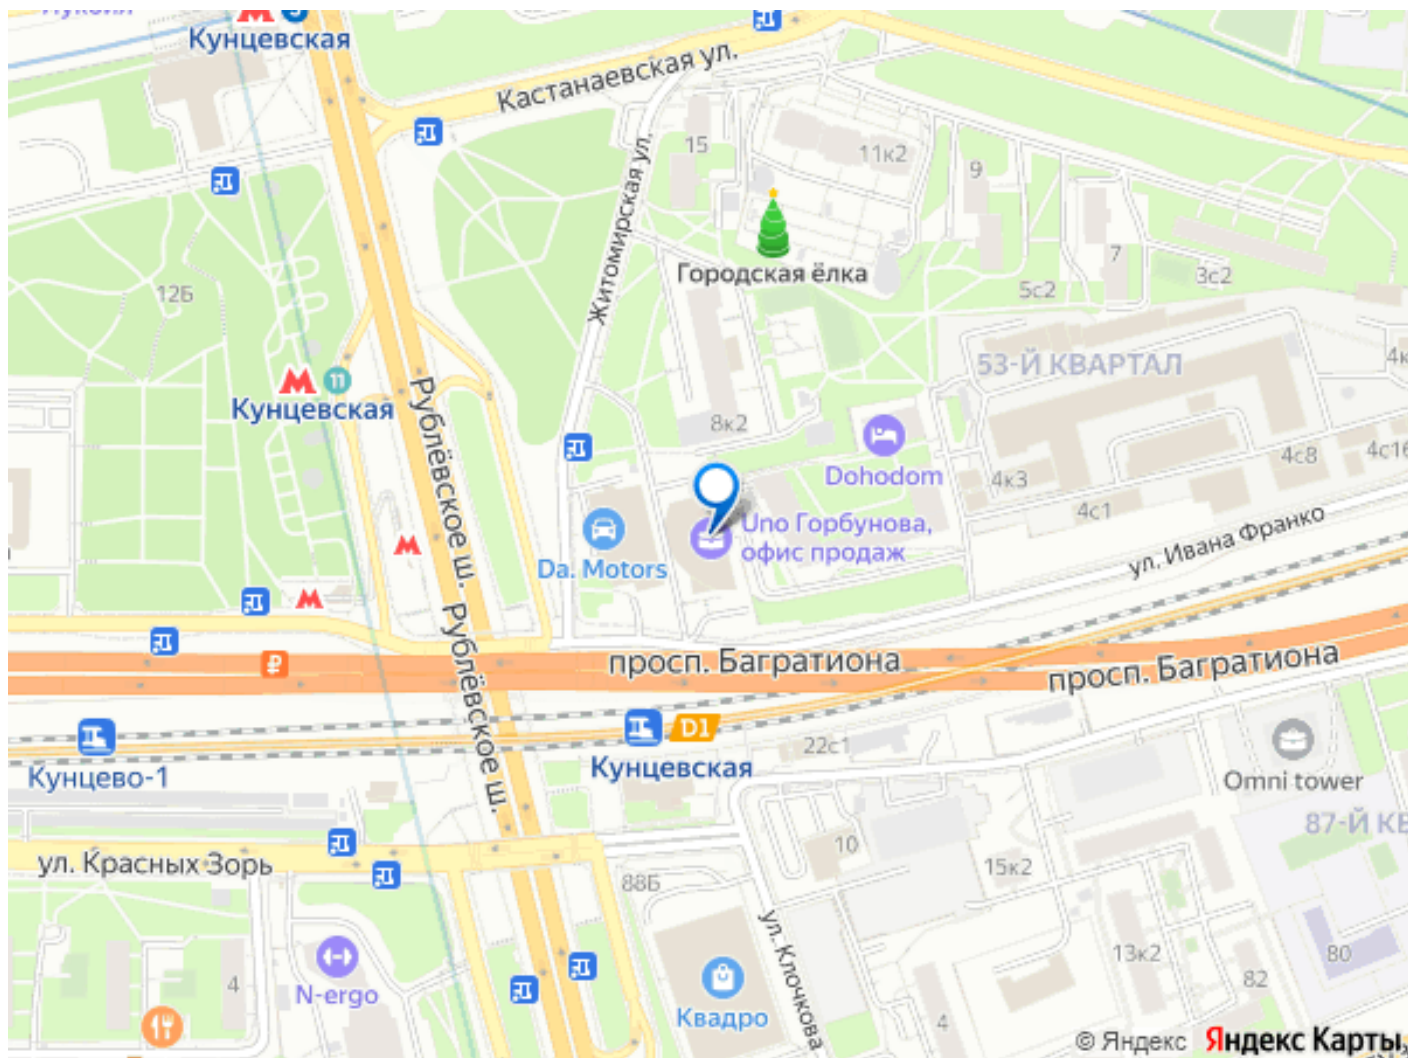 Кунцевская
Кастанаевская ул.
15
11к2
9
Житомирская ул.
7
Городская ёлка
3с2
5с2
12Б
53-Й КВАРТАЛ
4к
11
Кунцевская
Рублёвское ш.
8к2
Dohodom
4с8
4с16
4к3
4с1
Uno Горбунова,
офис продаж
ул. Ивана Франко
Da. Motors
Рублёвское ш.
просп. Багратиона
просп. Багратиона
D1
22с1
Кунцевская
Кунцево-1
Omni tower
87-Й КВ
ул. Красных Зорь
10
15к2
88Б
ул. Клочкова
13к2
80
82
4
N-ergo
Квадро
4
© Яндекс Яндекс Карты,